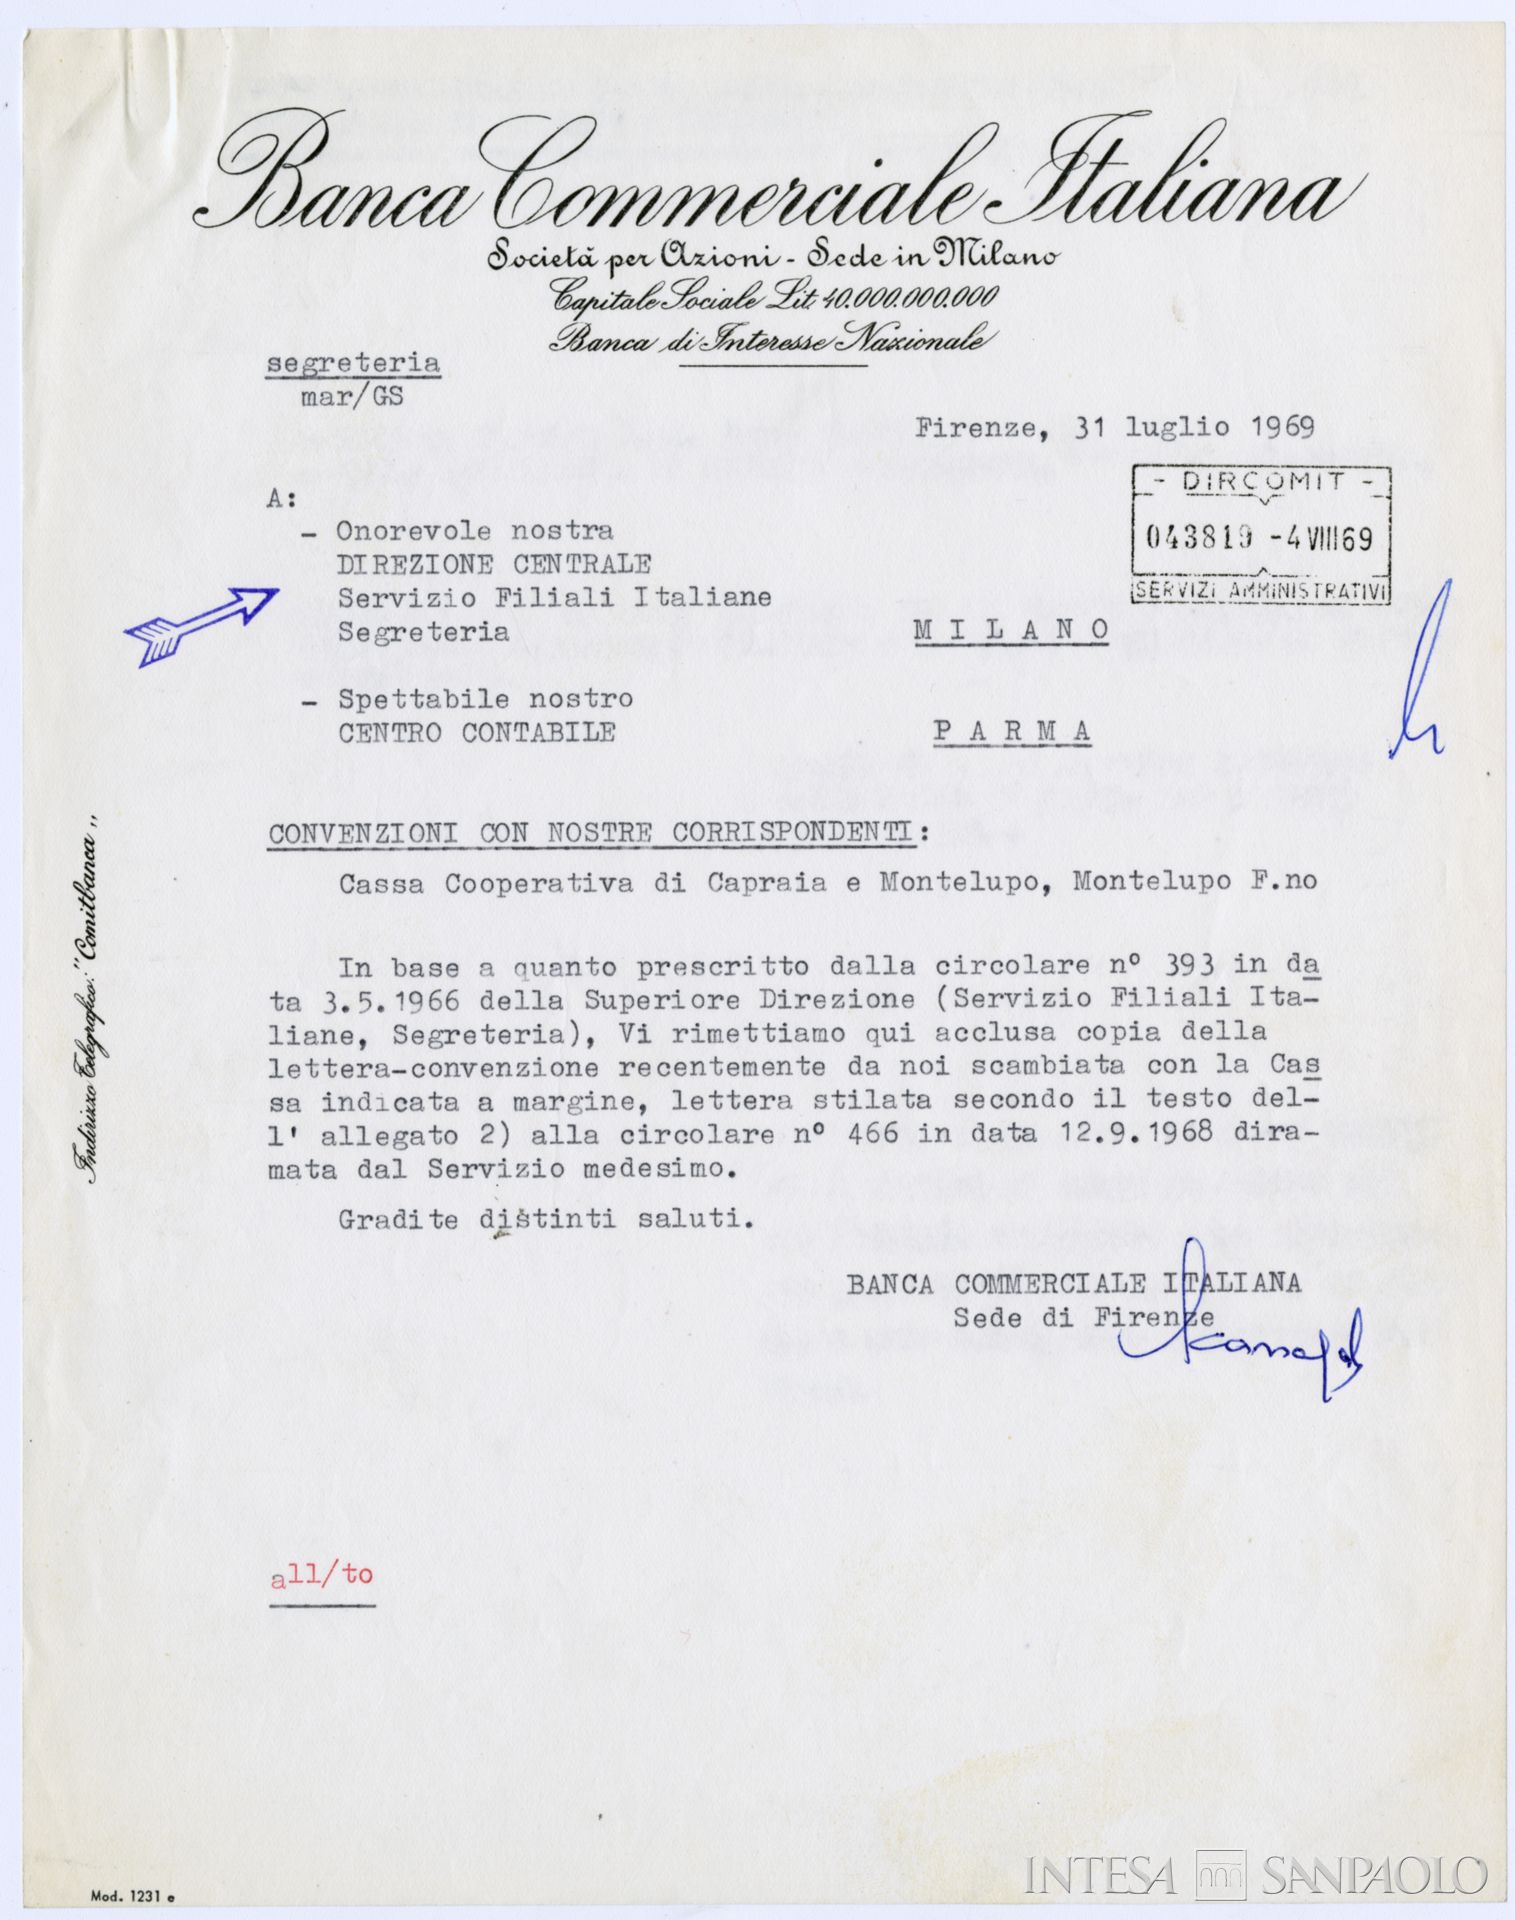 Banca Commerciale Italiana
Società per Azioni - Sede in Milano
Capitale Sociale Lit. 40.000.000.000
Banca di Interesse Nazionale
segreteria
mar/GS
Firenze, 31 luglio 1969
- DIRCOMIT -
043819 -4 VIII 69
SERVIZI AMMINISTRATIVI
A:
- Onorevole nostra
DIREZIONE CENTRALE
Servizio Filiali Italiane
Segreteria
M I L A N O
- Spettabile nostro
CENTRO CONTABILE
P A R M A
Indirizzo Telegrafico: "Comitbanca"
CONVENZIONI CON NOSTRE CORRISPONDENTI:
Cassa Cooperativa di Capraia e Montelupo, Montelupo F.no
In base a quanto prescritto dalla circolare n° 393 in da
ta 3.5.1966 della Superiore Direzione (Servizio Filiali Ita-
liane, Segreteria), Vi rimettiamo qui acclusa copia della
lettera-convenzione recentemente da noi scambiata con la Cas
sa indicata a margine, lettera stilata secondo il testo del-
l' allegato 2) alla circolare n° 466 in data 12.9.1968 dira-
mata dal Servizio medesimo.
Gradite distinti saluti.
BANCA COMMERCIALE ITALIANA
Sede di Firenze
all/to
Mod. 1231 e
INTESA SANPAOLO